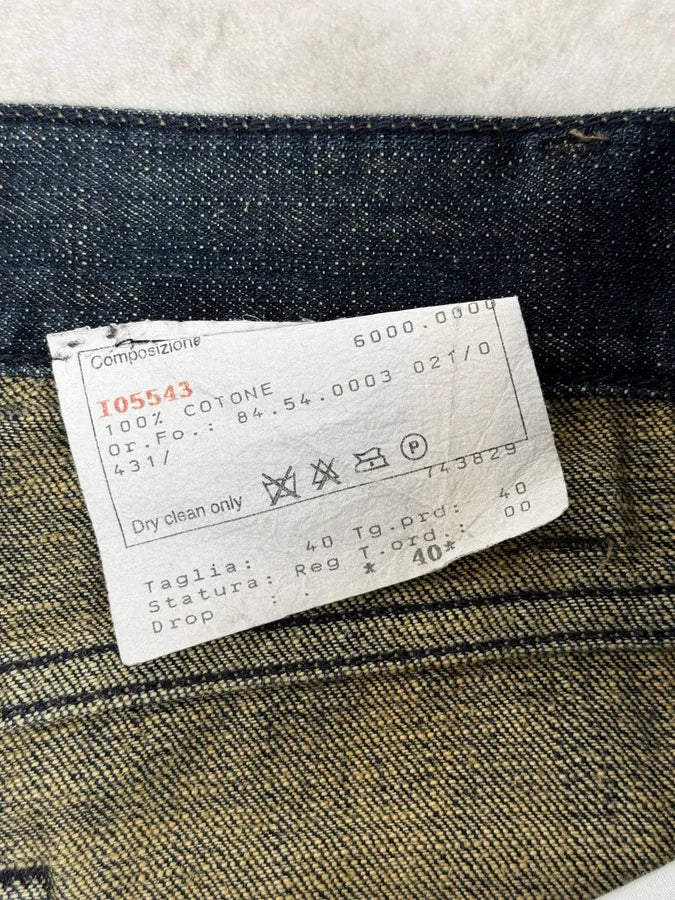 Composizione 6000.0000
I05543
100% COTONE
Or.Fo.: 84.54.0003 021/0
431/
P
Dry clean only 743829
Taglia: 40 Tg.prd: 40
Statura: Reg T.ord.: 00
Drop : . * 40*